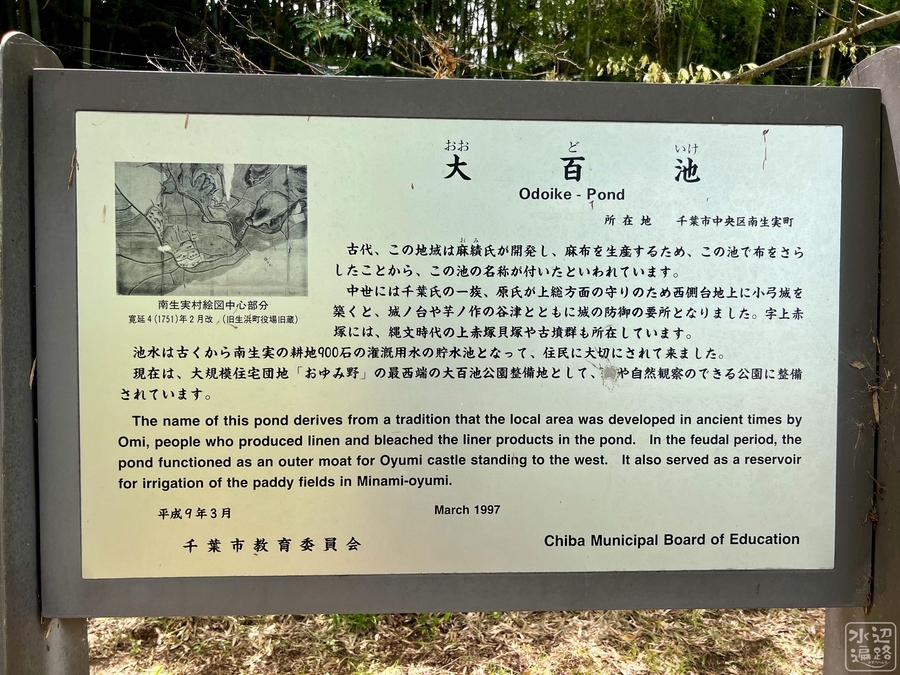 おお ど いけ
大百池
Odoike - Pond
所在地 千葉市中央区南生実町
南生実村絵図中心部分
寛延4(1751)年2月改 (旧生浜町役場旧蔵)
おみ
古代、この地域は麻績氏が開発し、麻布を生産するため、この池で布をさら
したことから、この池の名称が付いたといわれています。
中世には千葉氏の一族、原氏が上総方面の守りのため西側台地上に小弓城を
築くと、城ノ台や芋ノ作の谷津とともに城の防御の要所となりました。字上赤
塚には、縄文時代の上赤塚貝塚や古墳群も所在しています。
池水は古くから南生実の耕地900石の潅漑用水の貯水池となって、住民に大切にされて来ました。
現在は、大規模住宅団地「おゆみ野」の最西端の大百池公園整備地として、や自然観察のできる公園に整備
されています。
The name of this pond derives from a tradition that the local area was developed in ancient times by
Omi, people who produced linen and bleached the liner products in the pond. In the feudal period, the
pond functioned as an outer moat for Oyumi castle standing to the west. It also served as a reservoir
for irrigation of the paddy fields in Minami-oyumi.
平成9年3月
March 1997
千葉市教育委員会
Chiba Municipal Board of Education
水辺
遍路